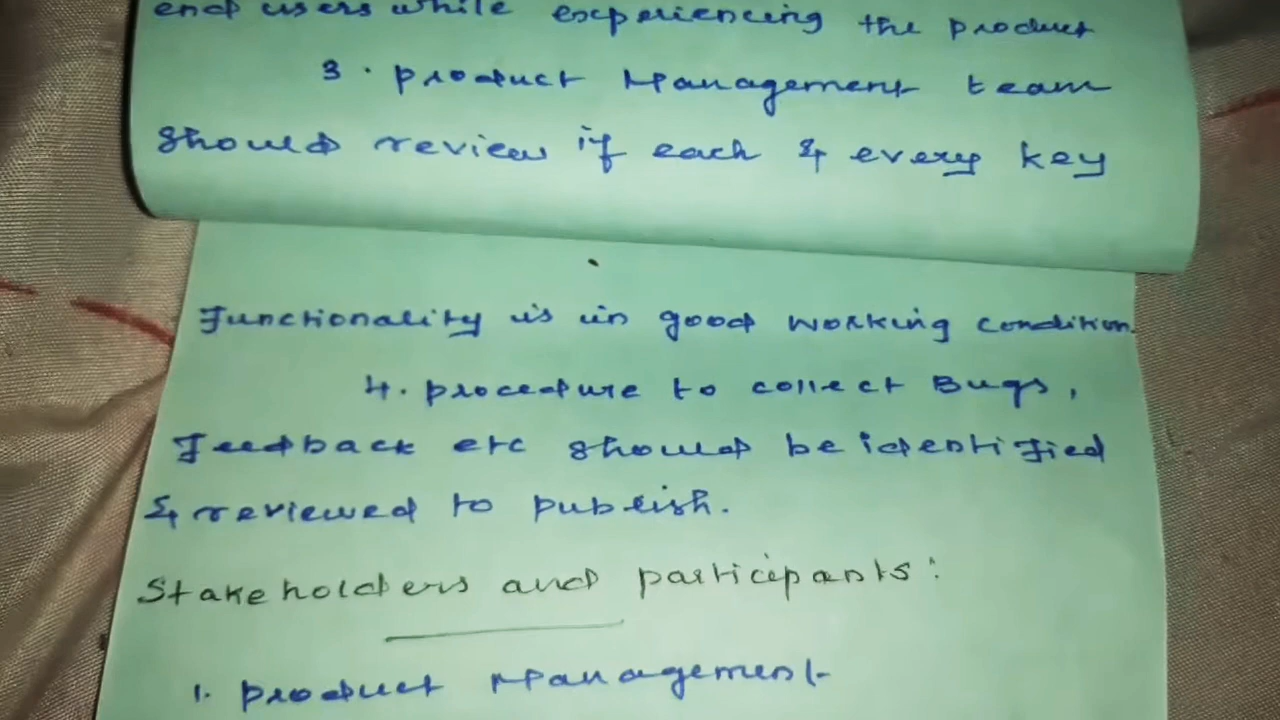 end users while experiencing the product
3. product Management team
should review if each & every key
Functionality is in good working condition.
4. procedure to collect Bugs,
Feedback etc should be identified
& reviewed to publish.
Stakeholders and participants:
1. product Management